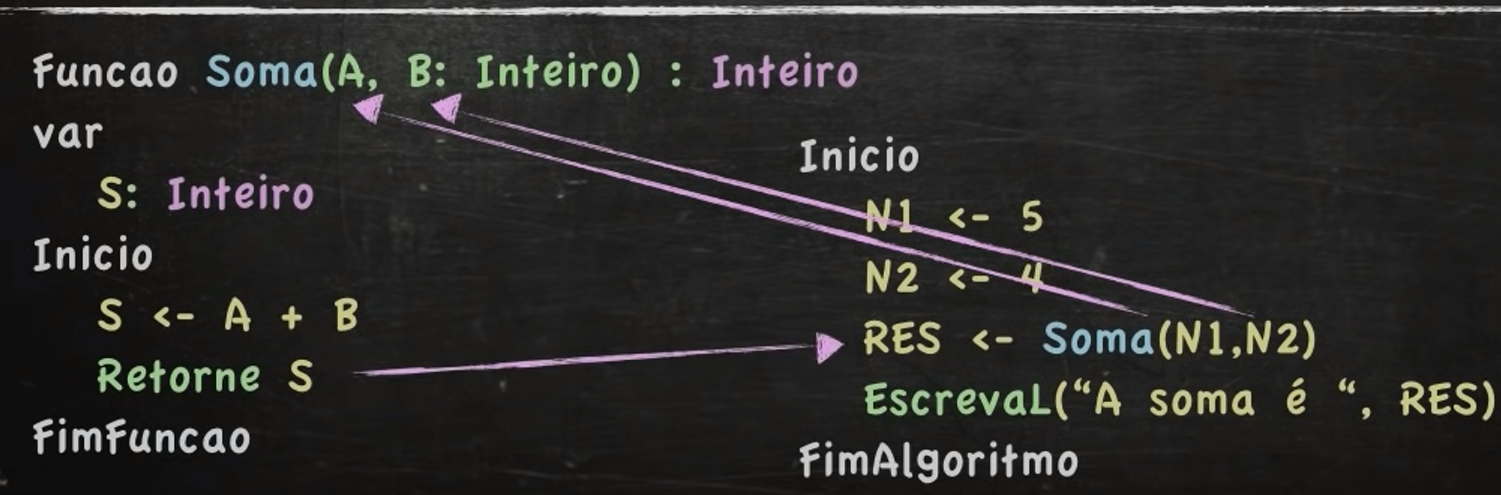 Funcao Soma(A, B: Inteiro) : Inteiro
var
S: Inteiro
Inicio
S <- A + B
Retorne S
FimFuncao
Inicio
N1 <- 5
N2 <- 4
RES <- Soma(N1,N2)
EscrevaL(“A soma é “, RES)
FimAlgoritmo